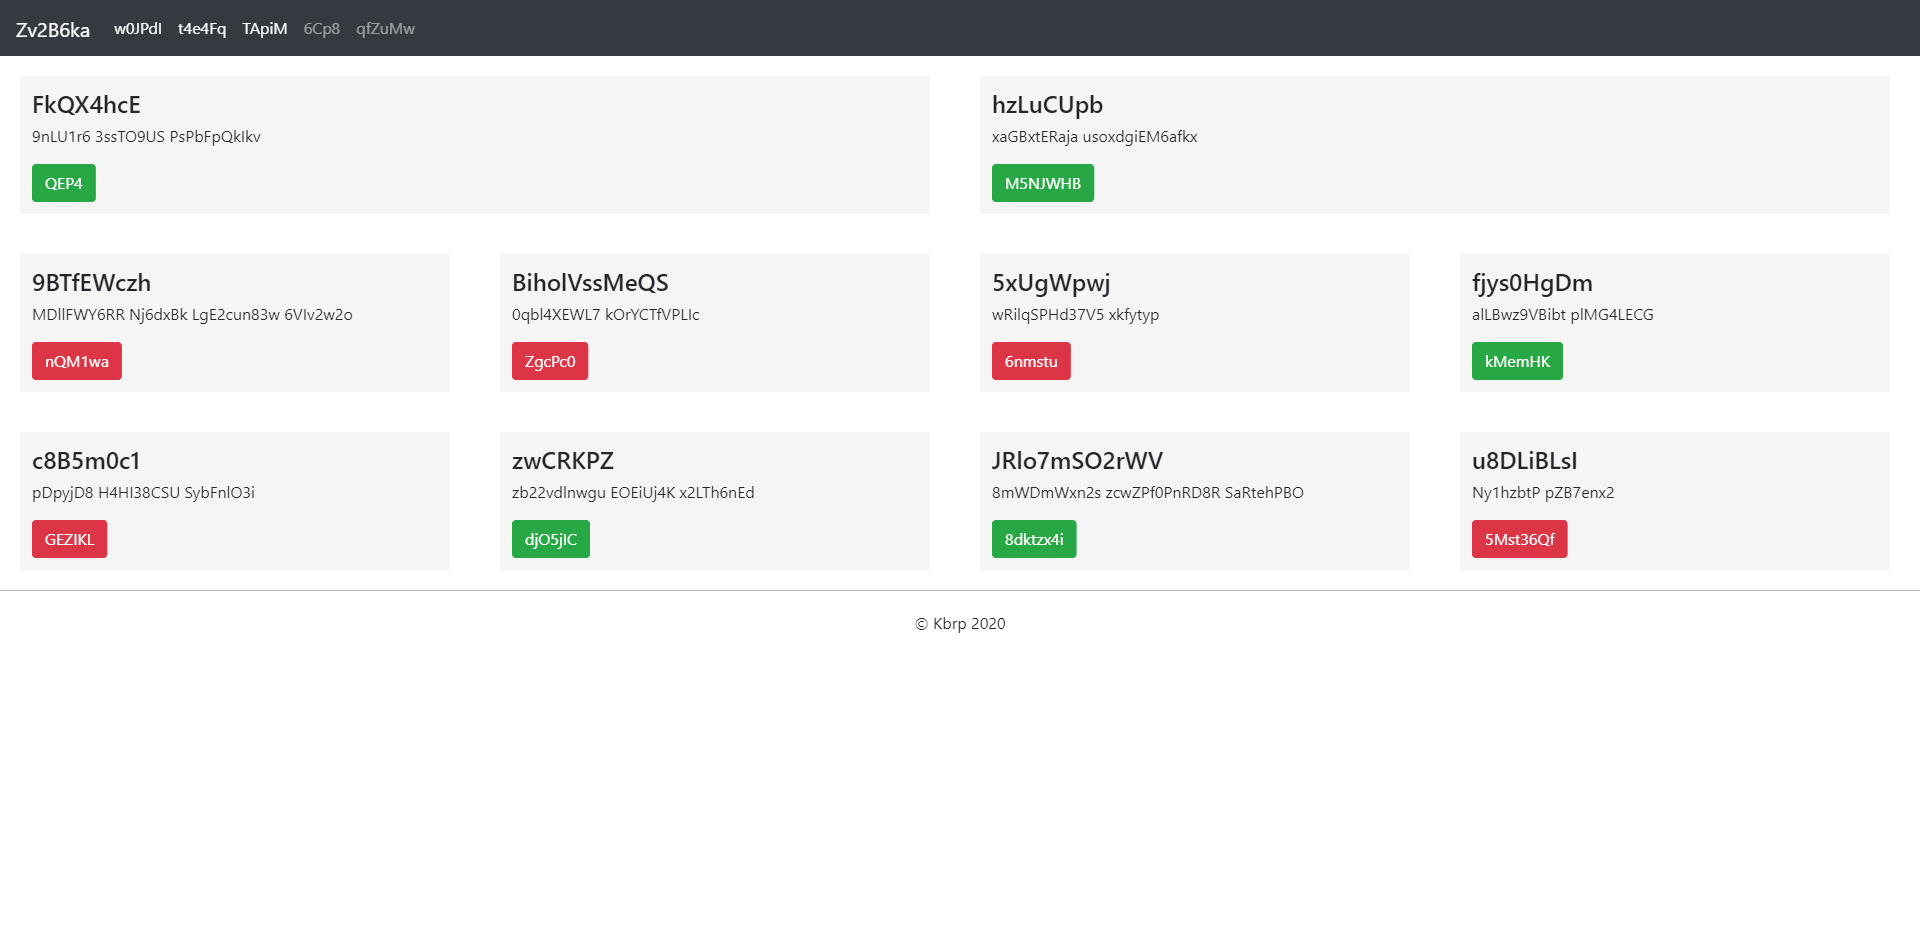 Zv2B6ka w0JPdI t4e4Fq TApiM 6Cp8 qfZuMw
FkQX4hcE
9nLU1r6 3ssTO9US PsPbFpQkIkv
QEP4
hzLuCUpb
xaGBxtERaja usoxdgiEM6afkx
M5NJWHB
9BTfEWczh
MDllFWY6RR Nj6dxBk LgE2cun83w 6VIv2w2o
nQM1wa
BiholVssMeQS
0qbl4XEWL7 kOrYCTfVPLIc
ZgcPc0
5xUgWpwj
wRilqSPHd37V5 xkfytyp
6nmstu
fjys0HgDm
alLBwz9VBibt plMG4LECG
kMemHK
c8B5m0c1
pDpyjD8 H4HI38CSU SybFnlO3i
GEZIKL
zwCRKPZ
zb22vdlnwgu EOEiUj4K x2LTh6nEd
djO5jIC
JRlo7mSO2rWV
8mWDmWxn2s zcwZPf0PnRD8R SaRtehPBO
8dktzx4i
u8DLiBLsI
Ny1hzbtP pZB7enx2
5Mst36Qf
© Kbrp 2020